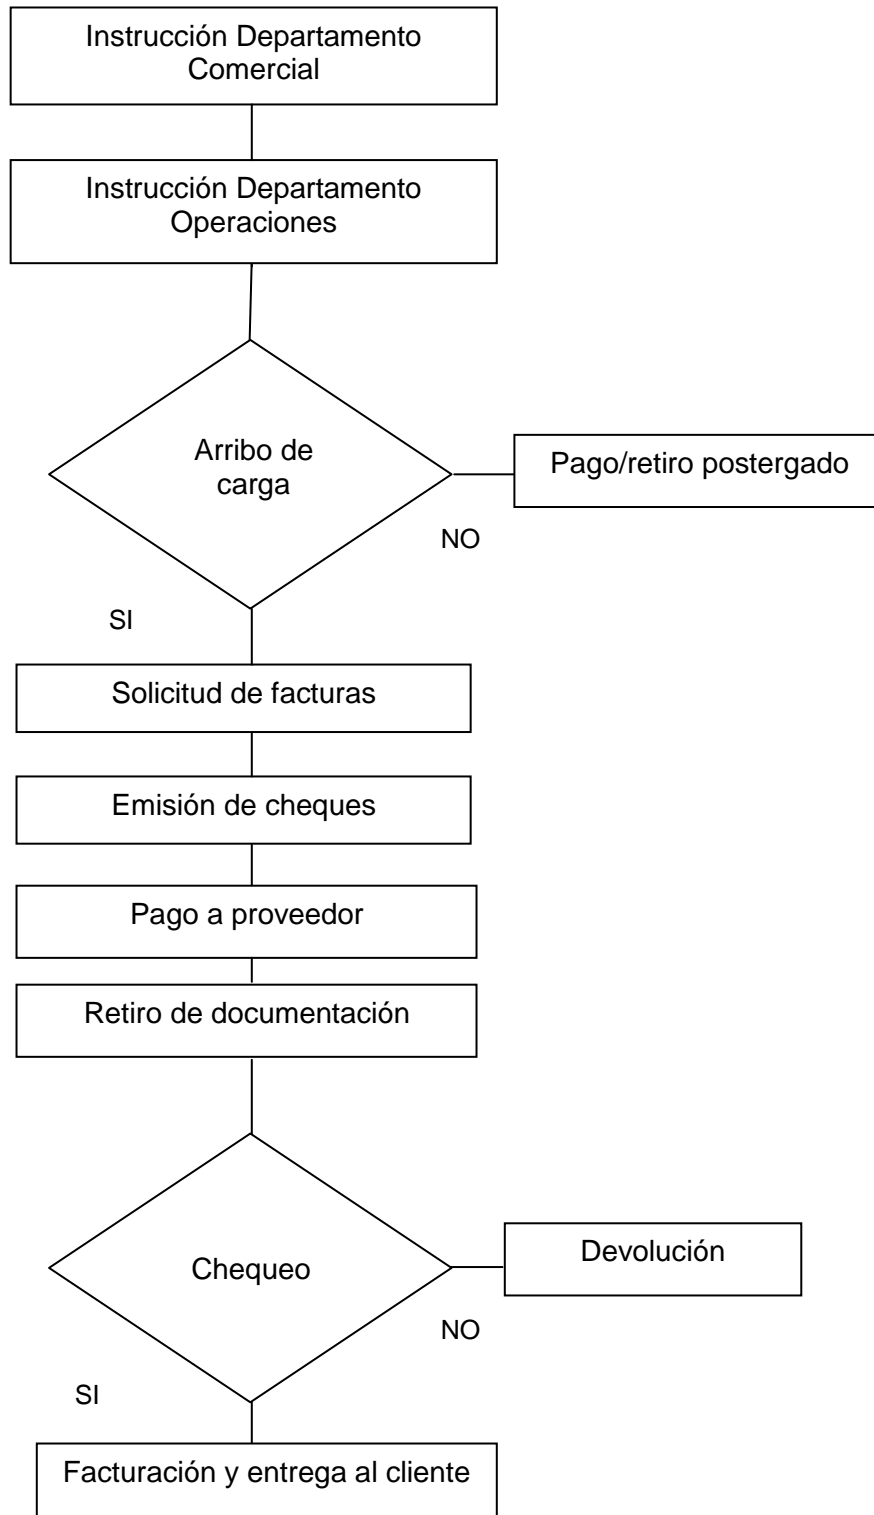 Instrucción Departamento
Comercial
Instrucción Departamento
Operaciones
Arribo de
carga
Pago/retiro postergado
NO
SI
Solicitud de facturas
Emisión de cheques
Pago a proveedor
Retiro de documentación
Chequeo
Devolución
NO
SI
Facturación y entrega al cliente